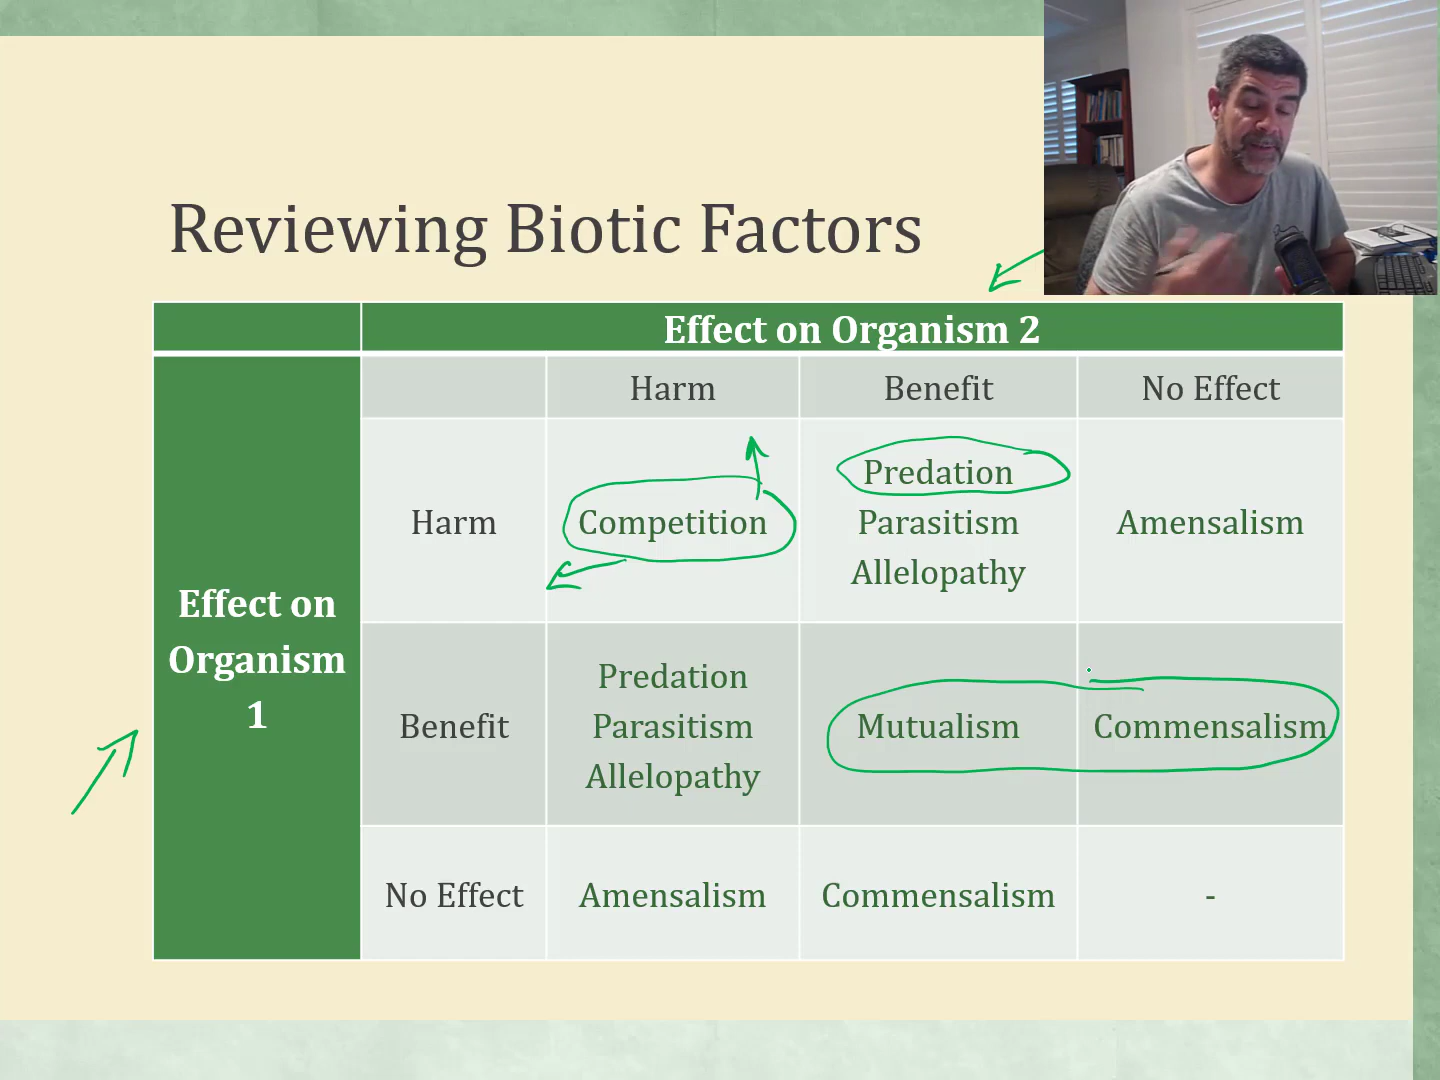 Reviewing Biotic Factors
Effect on Organism 2
Harm Benefit No Effect
Effect on Organism 1
Harm
Competition
Predation
Parasitism
Allelopathy
Amensalism
Benefit
Predation
Parasitism
Allelopathy
Mutualism
Commensalism
No Effect
Amensalism
Commensalism
-